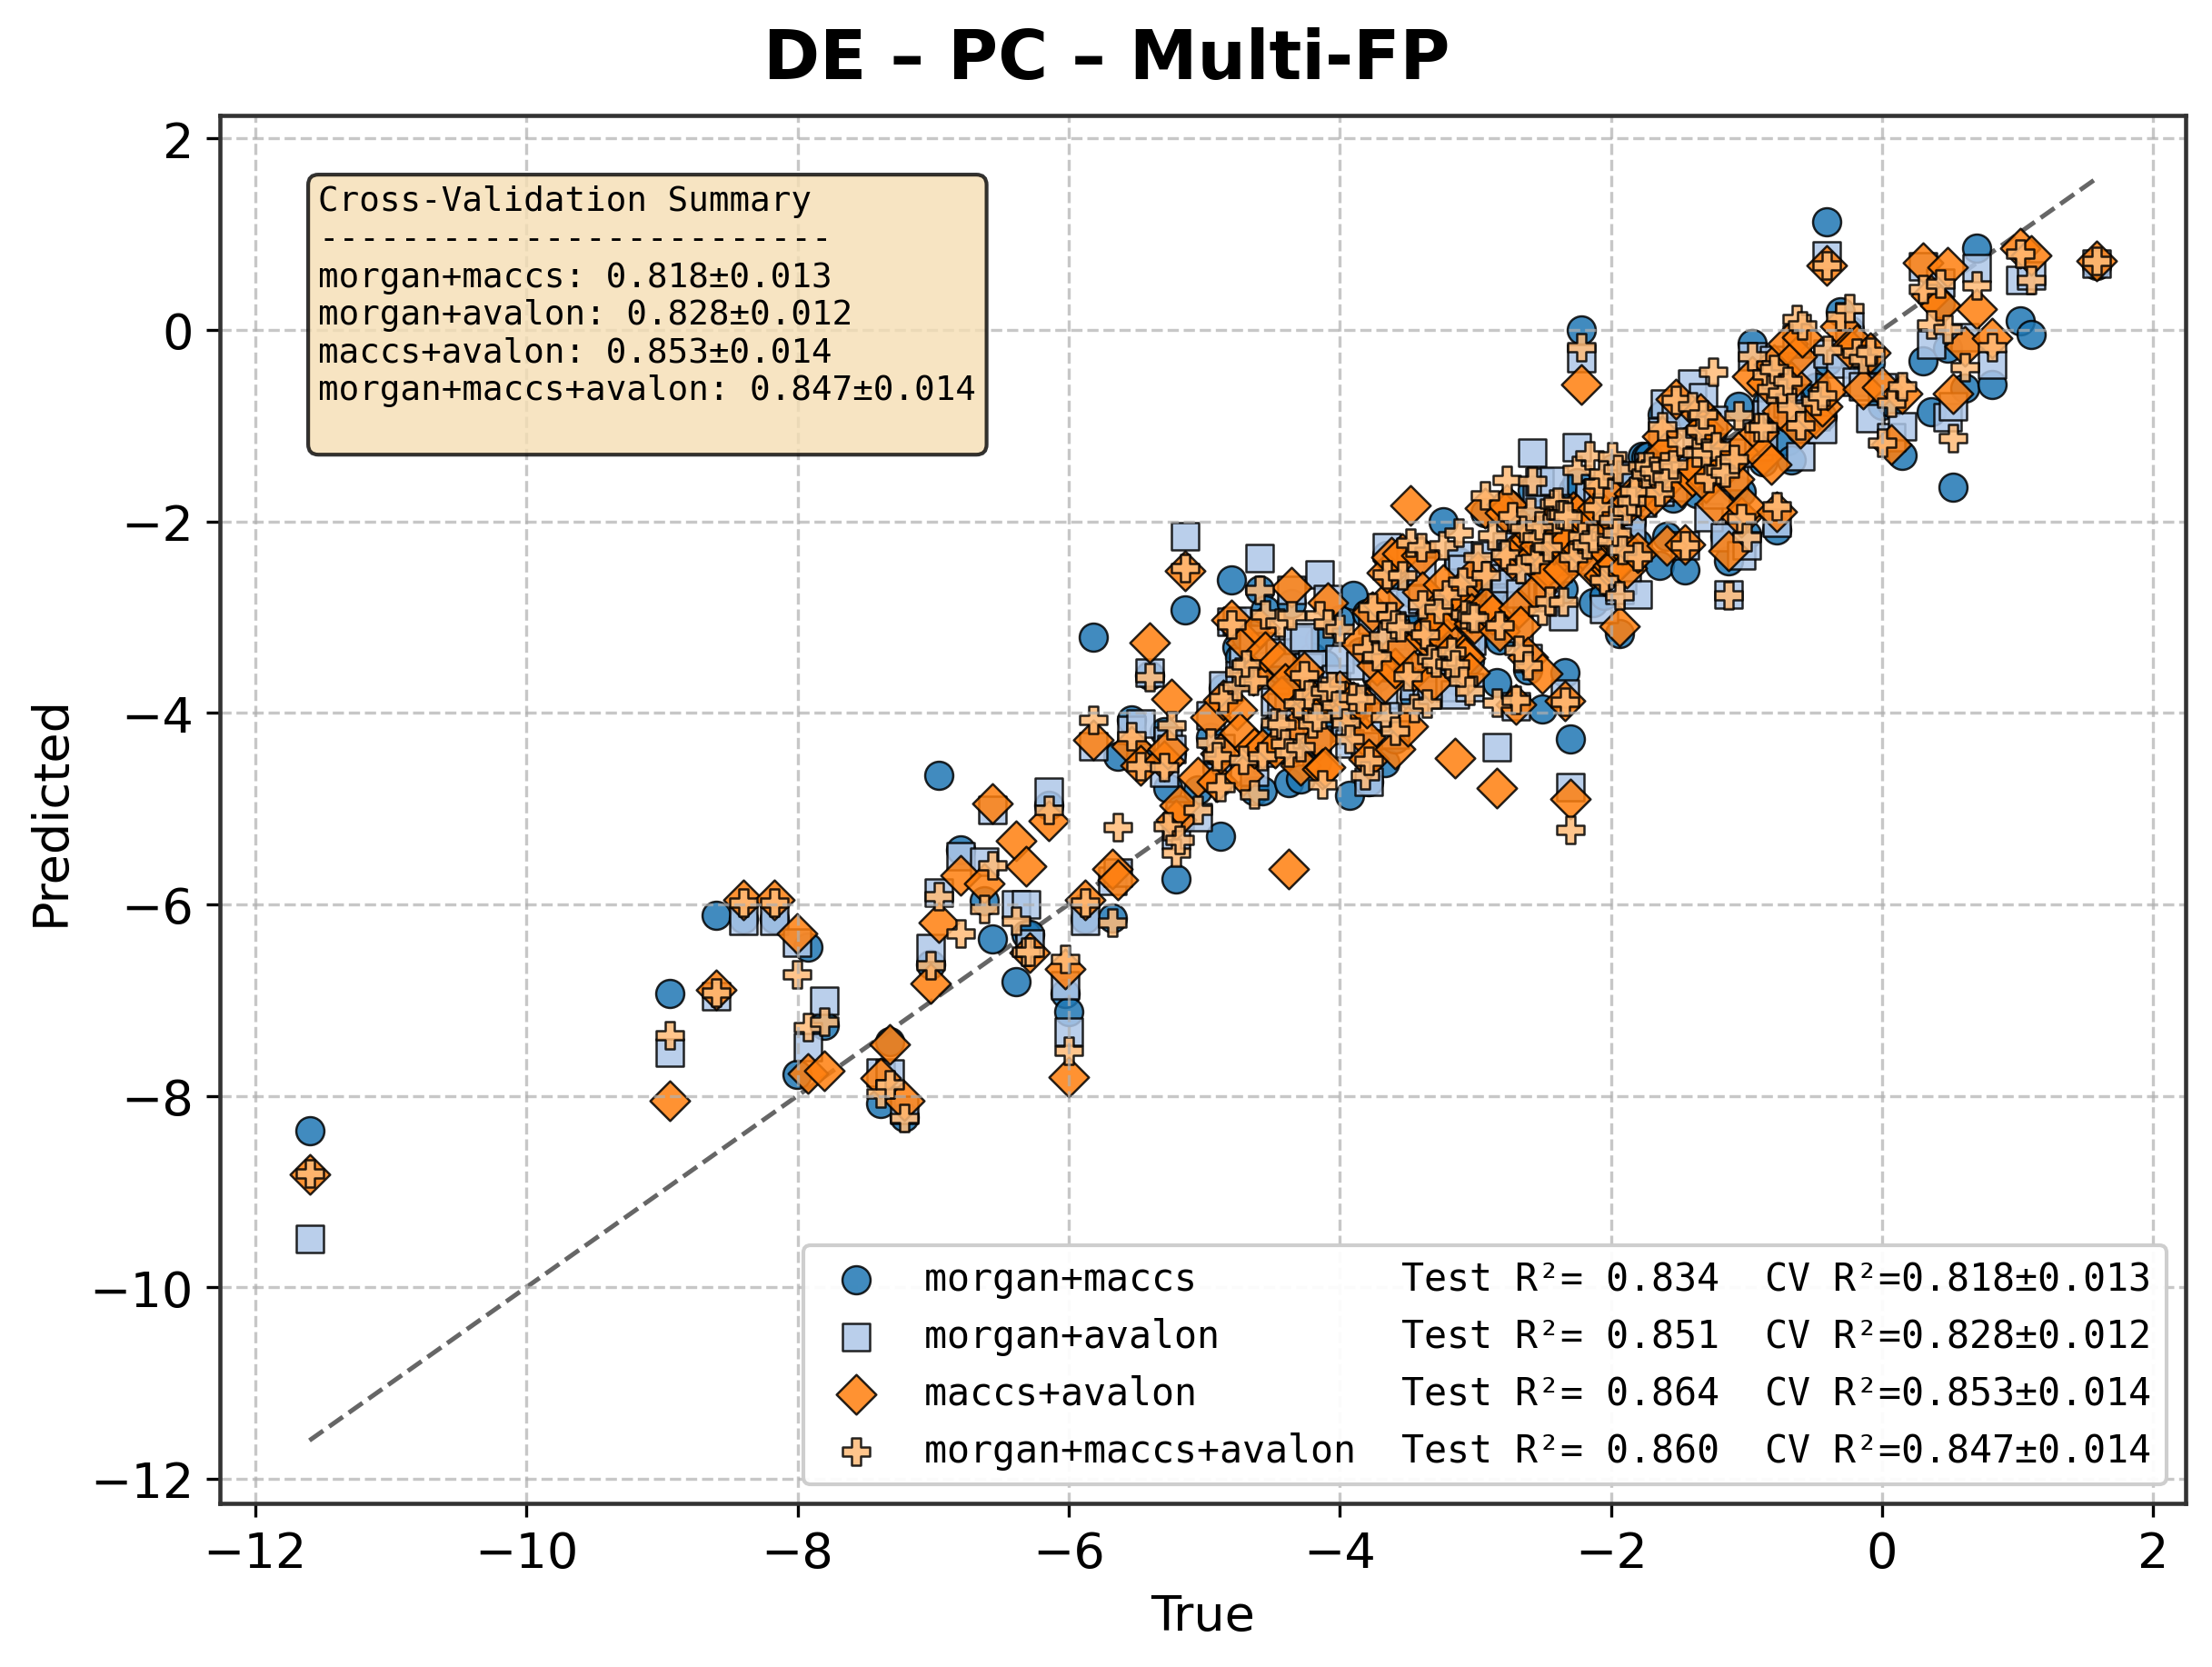 DE – PC – Multi-FP
2
0
−2
−4
−6
−8
−10
−12
Predicted
Cross-Validation Summary
-------------------------
morgan+maccs: 0.818±0.013
morgan+avalon: 0.828±0.012
maccs+avalon: 0.853±0.014
morgan+maccs+avalon: 0.847±0.014
morgan+maccs Test R²= 0.834 CV R²=0.818±0.013
morgan+avalon Test R²= 0.851 CV R²=0.828±0.012
maccs+avalon Test R²= 0.864 CV R²=0.853±0.014
morgan+maccs+avalon Test R²= 0.860 CV R²=0.847±0.014
−12 −10 −8 −6 −4 −2 0 2
True